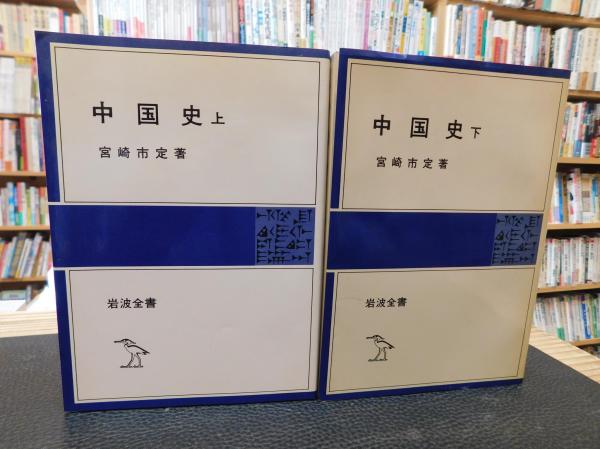 中国史 上
宮崎市定著
岩波全書
中国史 下
宮崎市定著
岩波全書